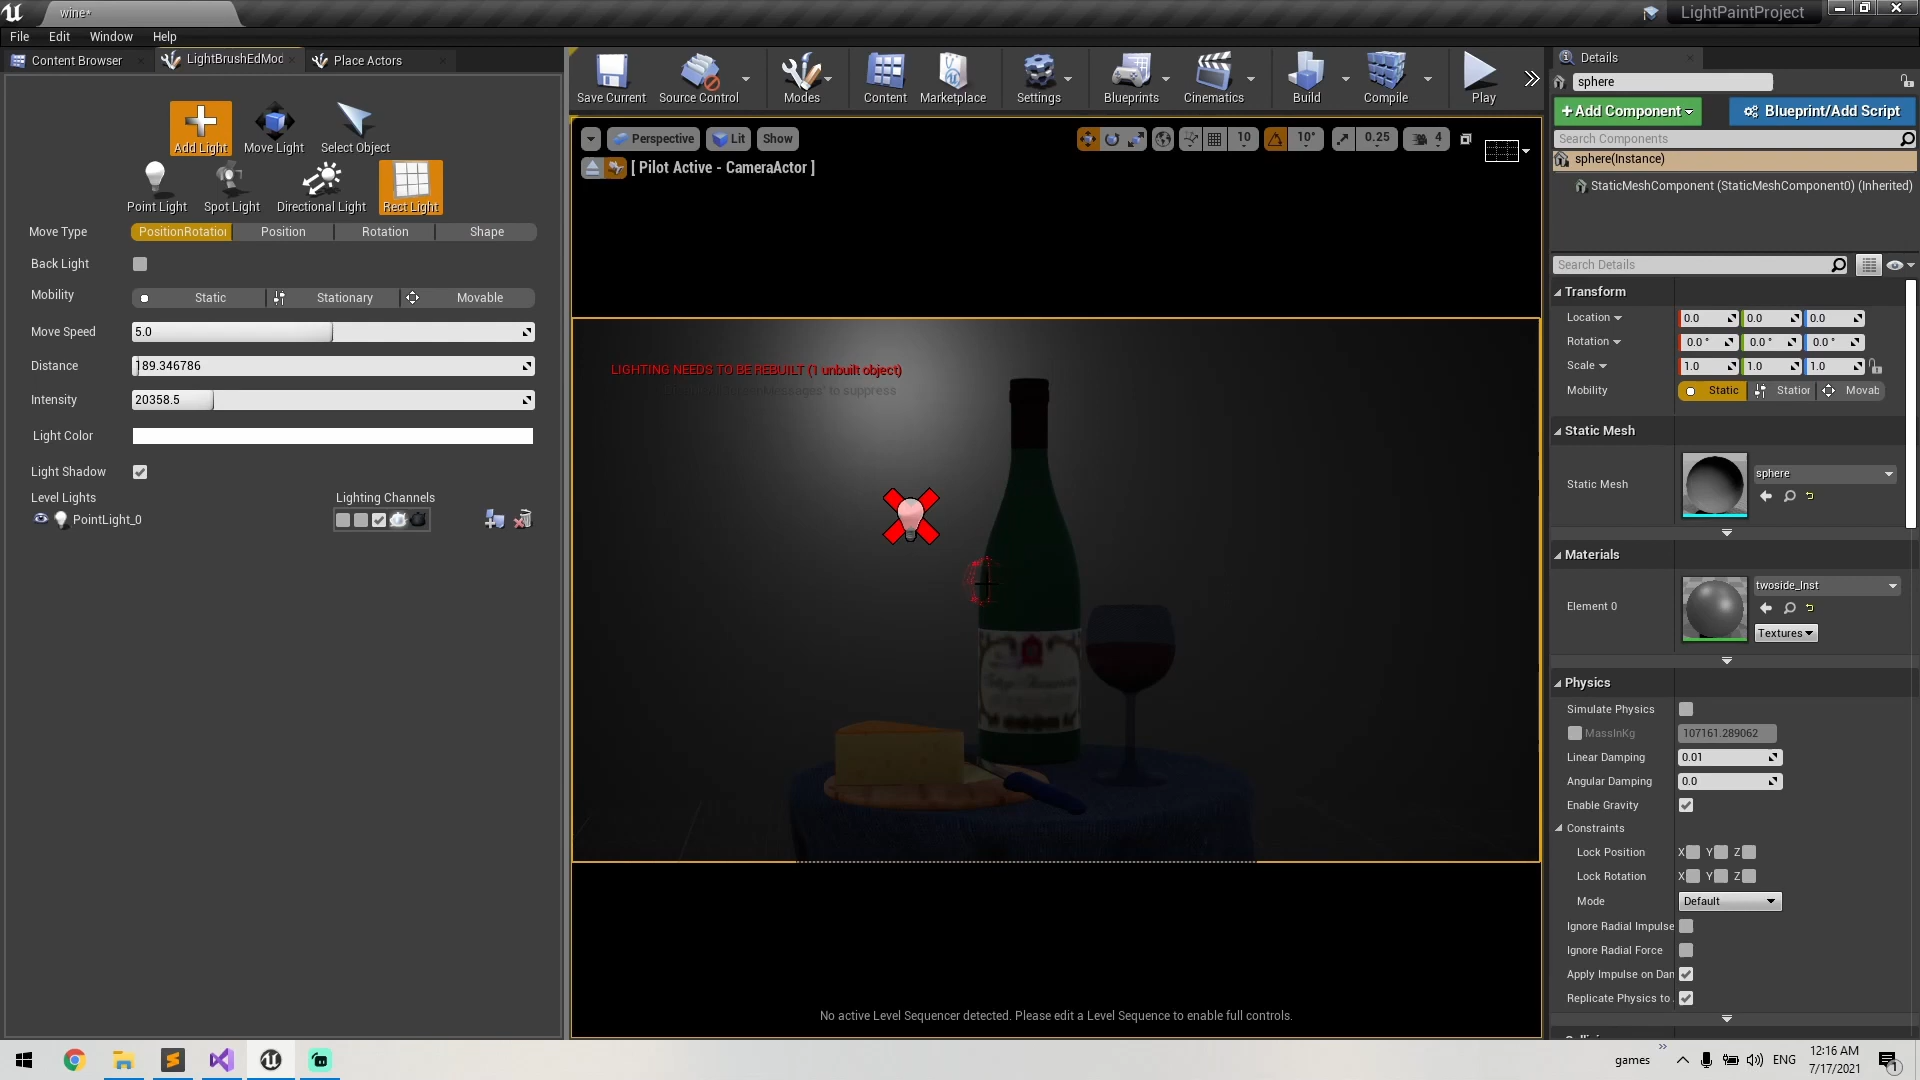 wine*
LightPaintProject
File Edit Window Help
Content Browser
LightBrushEdMod
Place Actors
Add Light
Move Light
Select Object
Point Light
Spot Light
Directional Light
Rect Light
Move Type
PositionRotation
Position
Rotation
Shape
Back Light
Mobility
Static
Stationary
Movable
Move Speed
5.0
Distance
189.346786
Intensity
20358.5
Light Color
Light Shadow
Level Lights
Lighting Channels
PointLight_0
Save Current
Source Control
Modes
Content
Marketplace
Settings
Blueprints
Cinematics
Build
Compile
Play
Perspective
Lit
Show
10
10°
0.25
4
[ Pilot Active - CameraActor ]
LIGHTING NEEDS TO BE REBUILT (1 unbuilt object)
Messages' to suppress
No active Level Sequencer detected. Please edit a Level Sequence to enable full controls.
Details
sphere
+Add Component
Blueprint/Add Script
Search Components
sphere(Instance)
StaticMeshComponent (StaticMeshComponent0) (Inherited)
Search Details
Transform
Location
0.0 0.0 0.0
Rotation
0.0 ° 0.0 ° 0.0 °
Scale
1.0 1.0 1.0
Mobility
Static
Station
Movab
Static Mesh
Static Mesh
sphere
Materials
Element 0
twoside_Inst
Textures
Physics
Simulate Physics
MassInKg
107161.289062
Linear Damping
0.01
Angular Damping
0.0
Enable Gravity
Constraints
Lock Position
X Y Z
Lock Rotation
X Y Z
Mode
Default
Ignore Radial Impulse
Ignore Radial Force
Apply Impulse on Dam
Replicate Physics to
games
ENG
12:16 AM
7/17/2021
1